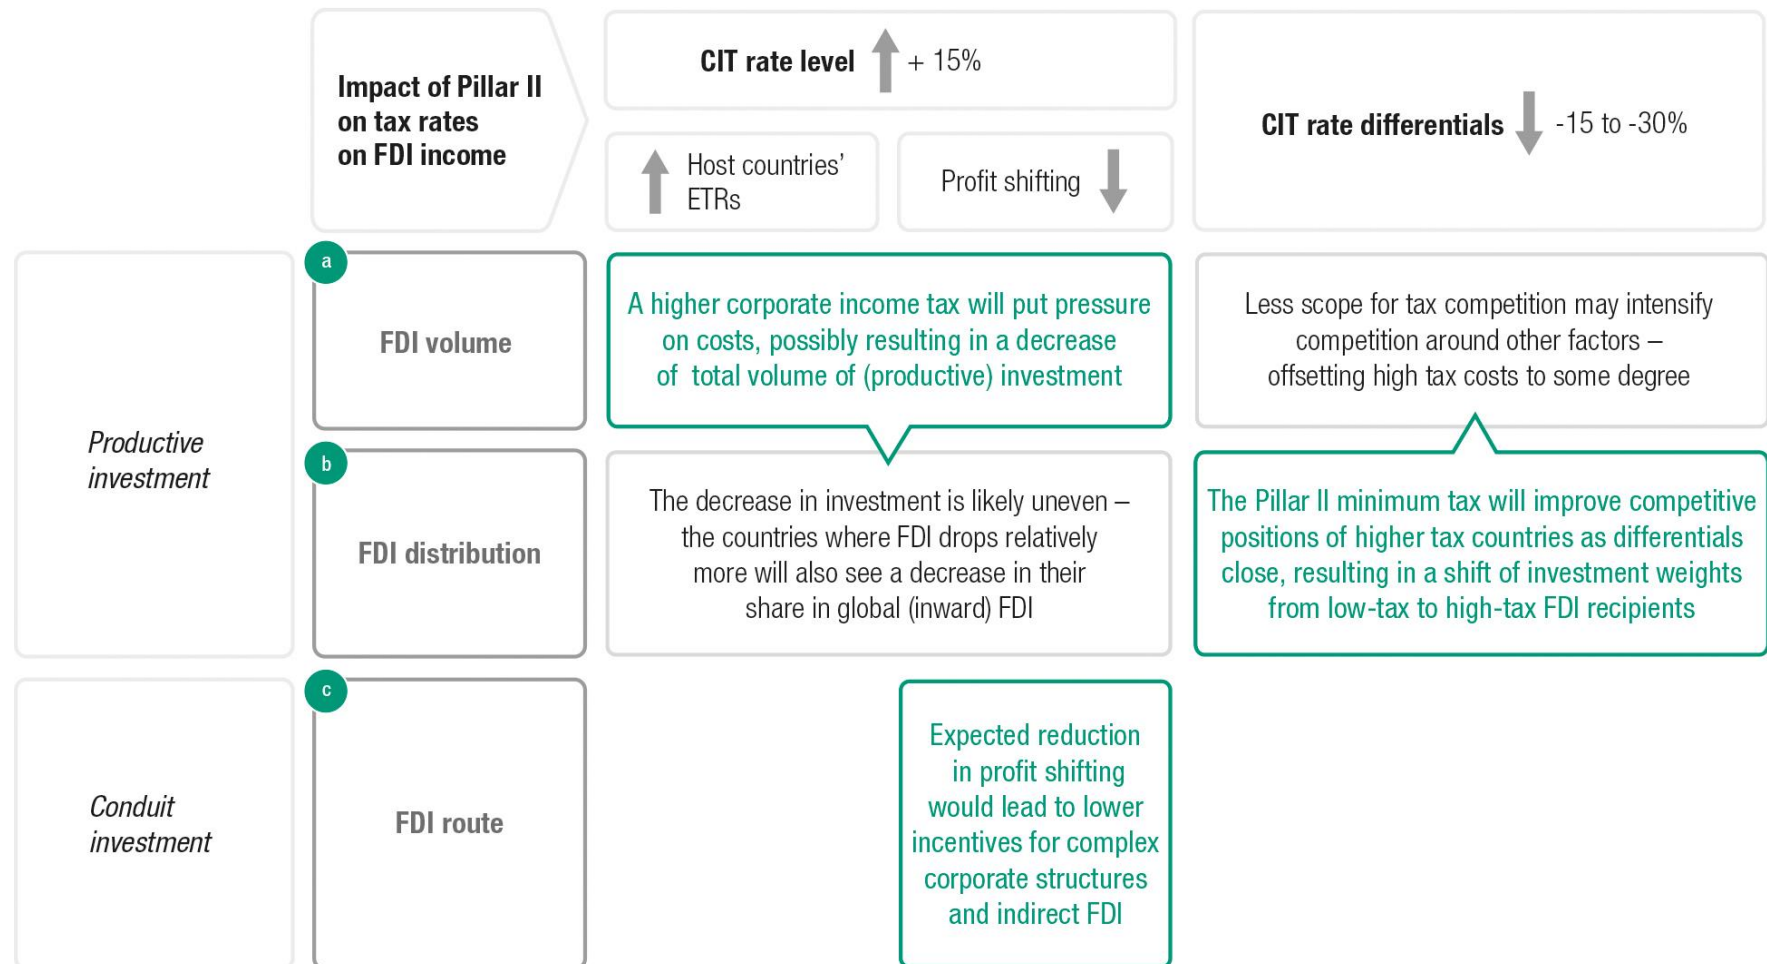 Impact of Pillar II
on tax rates
on FDI income
CIT rate level + 15%
Host countries’
ETRs
Profit shifting
CIT rate differentials -15 to -30%
Productive
investment
a
FDI volume
A higher corporate income tax will put pressure
on costs, possibly resulting in a decrease
of total volume of (productive) investment
Less scope for tax competition may intensify
competition around other factors –
offsetting high tax costs to some degree
b
FDI distribution
The decrease in investment is likely uneven –
the countries where FDI drops relatively
more will also see a decrease in their
share in global (inward) FDI
The Pillar II minimum tax will improve competitive
positions of higher tax countries as differentials
close, resulting in a shift of investment weights
from low-tax to high-tax FDI recipients
Conduit
investment
c
FDI route
Expected reduction
in profit shifting
would lead to lower
incentives for complex
corporate structures
and indirect FDI